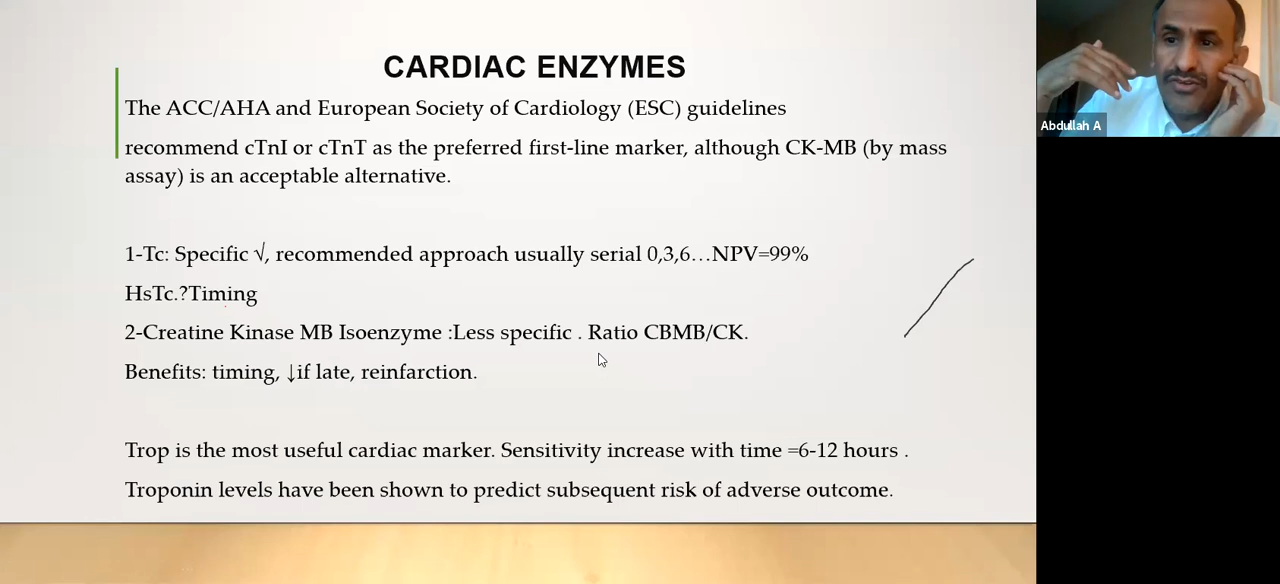 CARDIAC ENZYMES
The ACC/AHA and European Society of Cardiology (ESC) guidelines
recommend cTnI or cTnT as the preferred first-line marker, although CK-MB (by mass
assay) is an acceptable alternative.
1-Tc: Specific √, recommended approach usually serial 0,3,6…NPV=99%
HsTc.?Timing
2-Creatine Kinase MB Isoenzyme :Less specific . Ratio CBMB/CK.
Benefits: timing, ↓if late, reinfarction.
Trop is the most useful cardiac marker. Sensitivity increase with time =6-12 hours .
Troponin levels have been shown to predict subsequent risk of adverse outcome.
Abdullah A